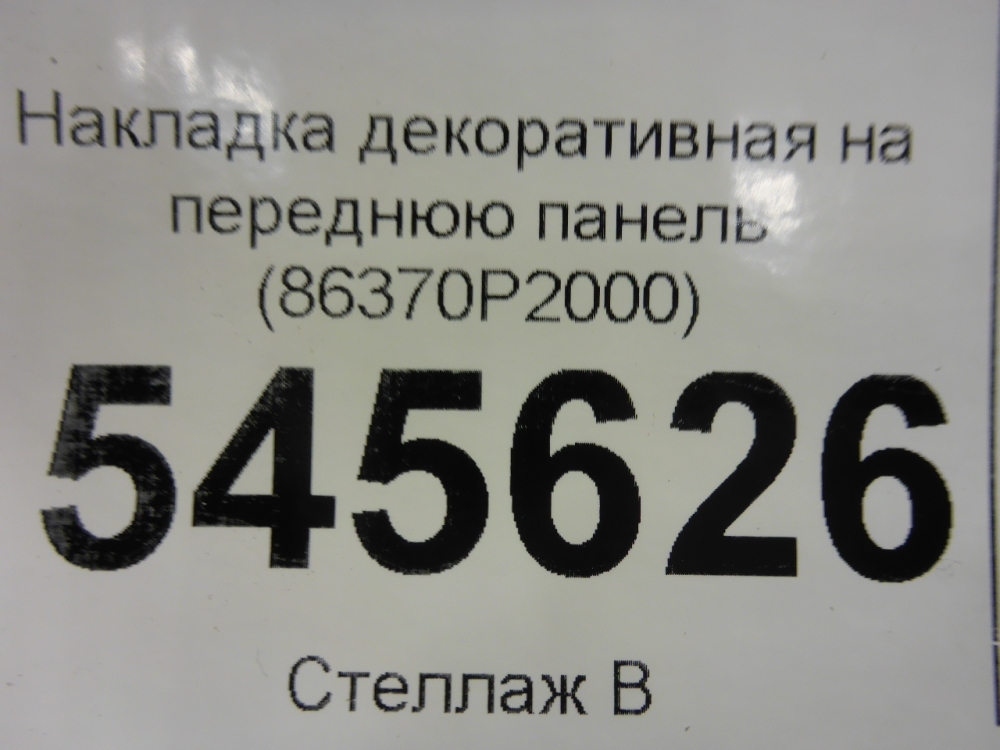 Накладка декоративная на
переднюю панель
(86370P2000)
545626
Стеллаж В